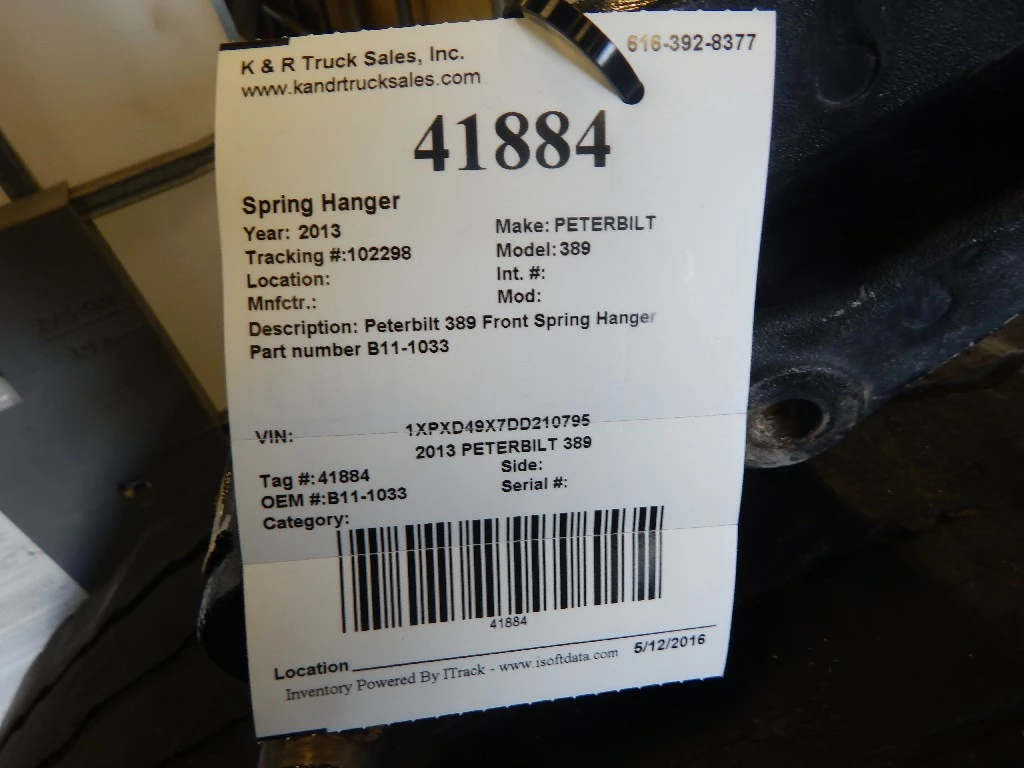 K & R Truck Sales, Inc.
616-392-8377
www.kandrtrucksales.com
41884
Spring Hanger
Year: 2013
Make: PETERBILT
Tracking #:102298
Model: 389
Location:
Int. #:
Mnfctr.:
Mod:
Description: Peterbilt 389 Front Spring Hanger
Part number B11-1033
VIN: 1XPXD49X7DD210795
2013 PETERBILT 389
Tag #: 41884
Side:
OEM #:B11-1033
Serial #:
Category:
41884
Location
5/12/2016
Inventory Powered By ITrack - www.isoftdata.com